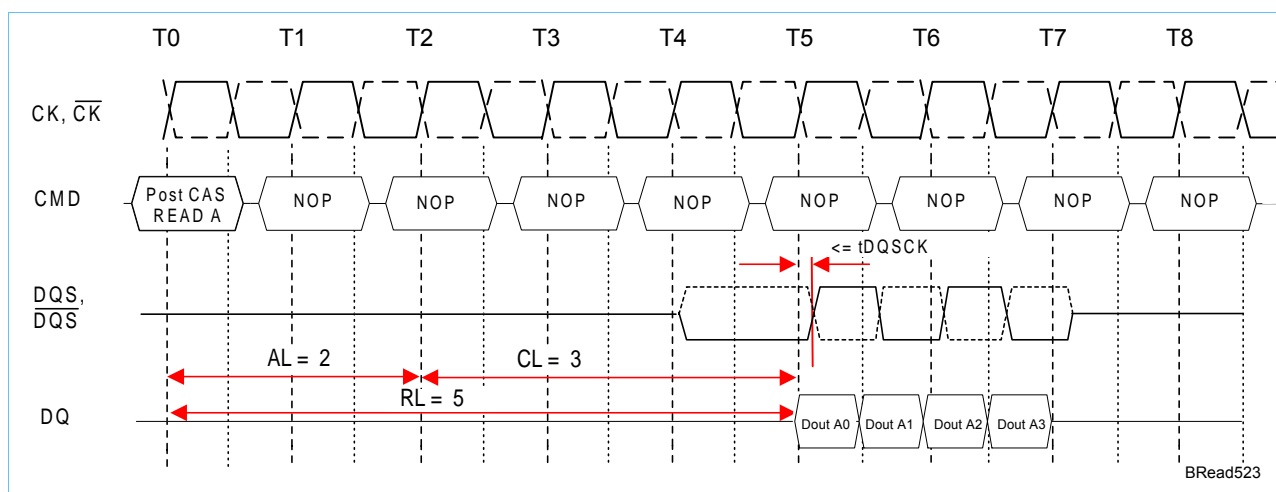 T0 T1 T2 T3 T4 T5 T6 T7 T8
CK, CK
CMD
Post CAS
READ A
NOP NOP NOP NOP NOP NOP NOP NOP
<= tDQSCK
DQS,
DQS
AL = 2
CL = 3
RL = 5
DQ
Dout A0 Dout A1 Dout A2 Dout A3
BRead523